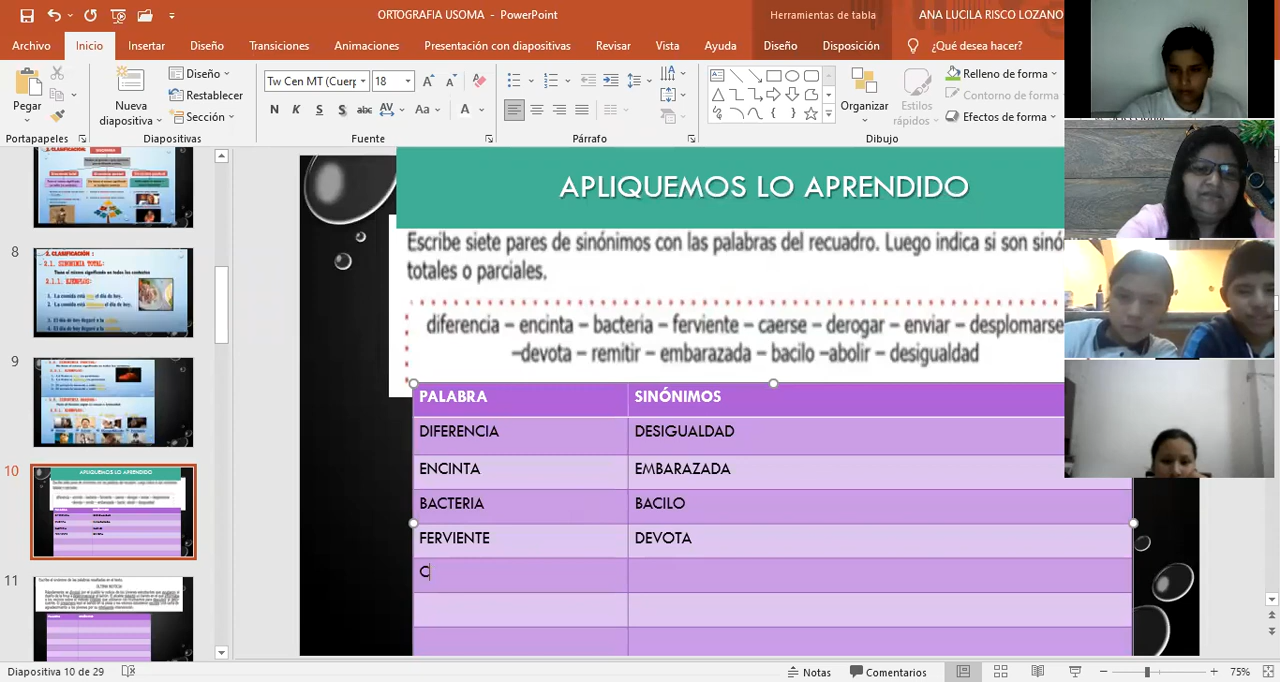 ORTOGRAFIA USOMA - PowerPoint
Herramientas de tabla
ANA LUCILA RISCO LOZANO
Archivo Inicio Insertar Diseño Transiciones Animaciones Presentación con diapositivas Revisar Vista Ayuda Diseño Disposición ¿Qué desea hacer?
Pegar
Nueva diapositiva
Diseño
Restablecer
Sección
Tw Cen MT (Cuerp 18
N K S S abc AV Aa A
Organizar
Estilos rápidos
Relleno de forma
Contorno de forma
Efectos de forma
Portapapeles Diapositivas Fuente Párrafo Dibujo
8
9
10
11
APLIQUEMOS LO APRENDIDO
Escribe siete pares de sinónimos con las palabras del recuadro. Luego indica si son sinó
totales o parciales.
diferencia – encinta – bacteria – ferviente – caerse – derogar – enviar – desplomarse
–devota – remitir – embarazada – bacilo –abolir – desigualdad
PALABRA SINÓNIMOS
DIFERENCIA DESIGUALDAD
ENCINTA EMBARAZADA
BACTERIA BACILO
FERVIENTE DEVOTA
C
Diapositiva 10 de 29
Notas Comentarios 75%